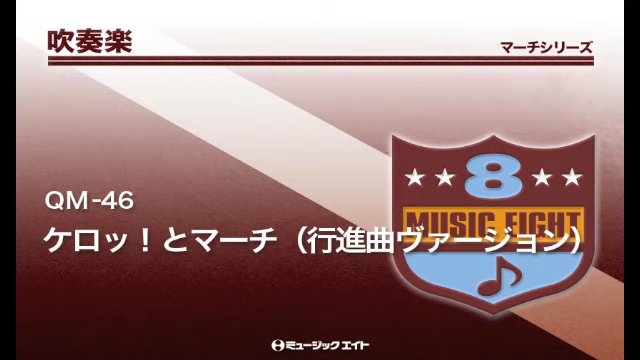 吹奏楽
マーチシリーズ
8
MUSIC EIGHT
QM-46
ケロッ！とマーチ（行進曲ヴァージョン）
ミュージックエイト